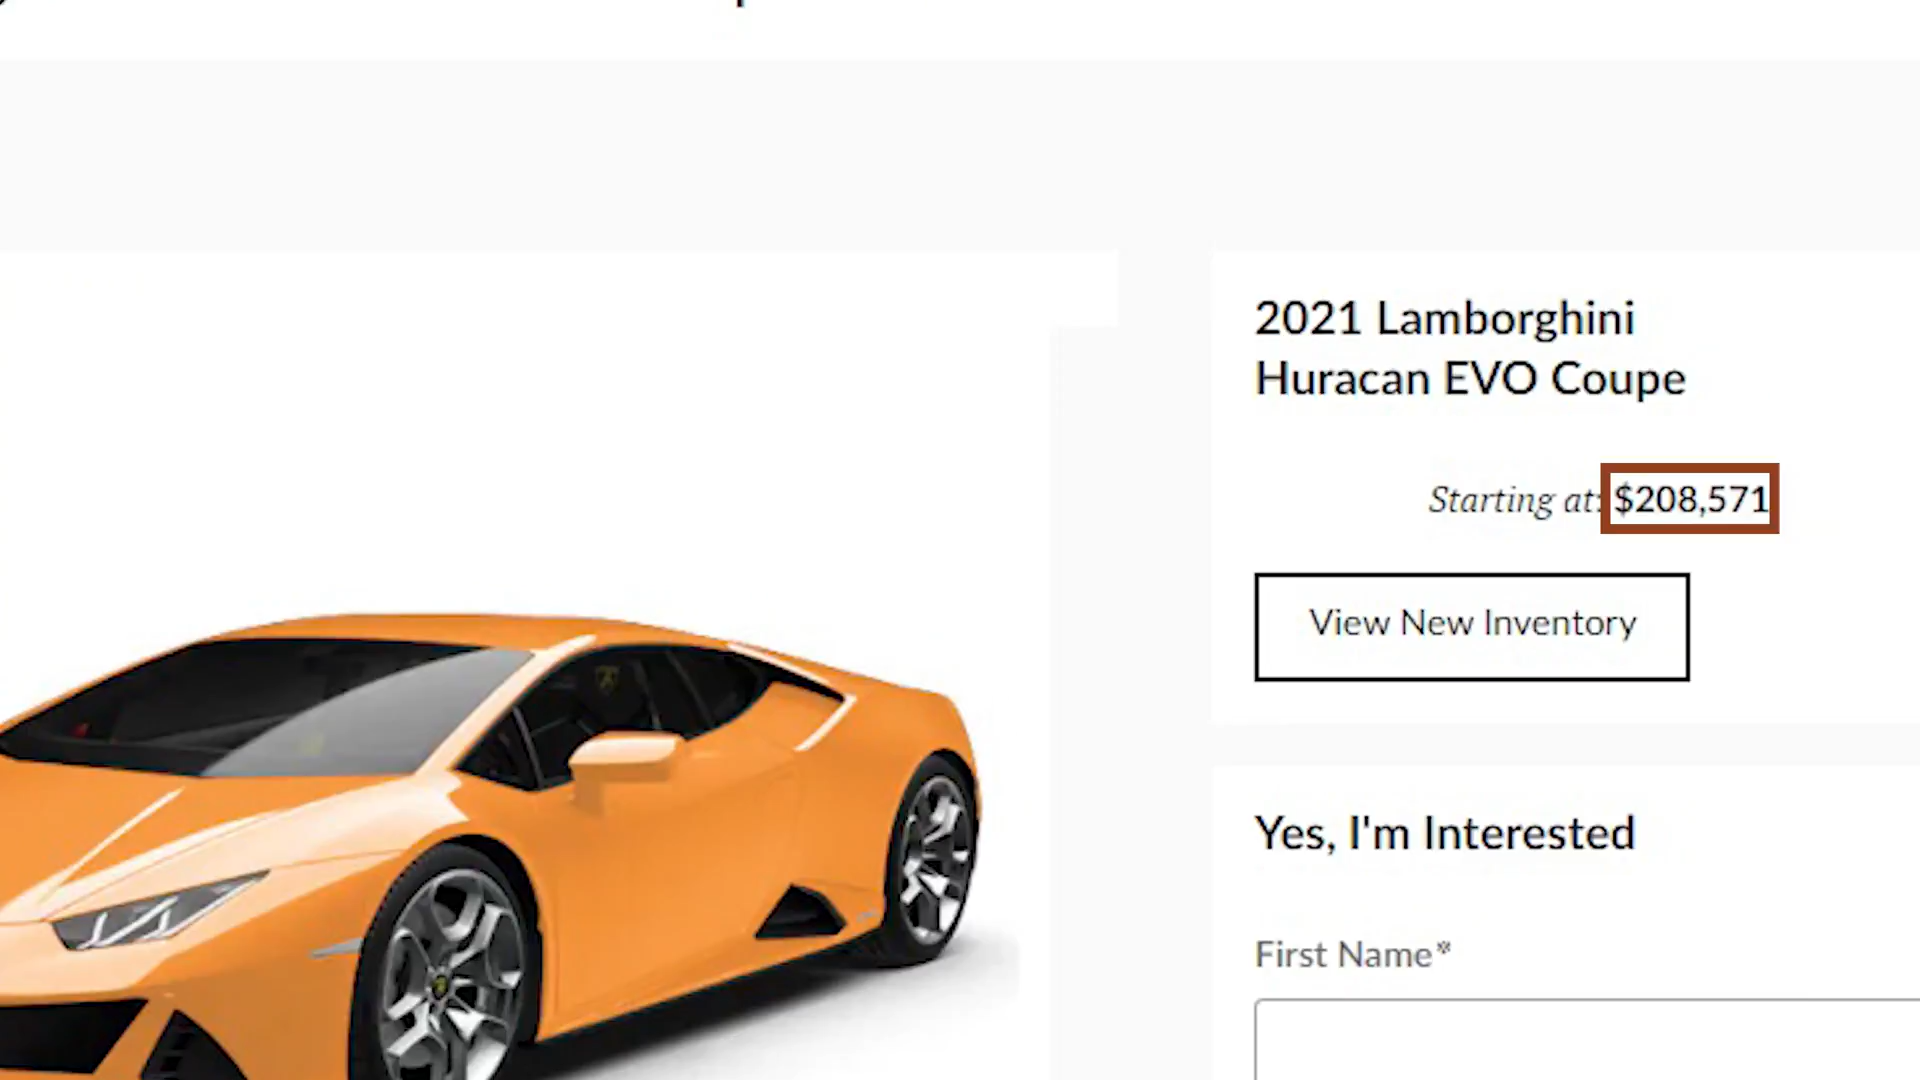 2021 Lamborghini
Huracan EVO Coupe
Starting at: $208,571
View New Inventory
Yes, I'm Interested
First Name*